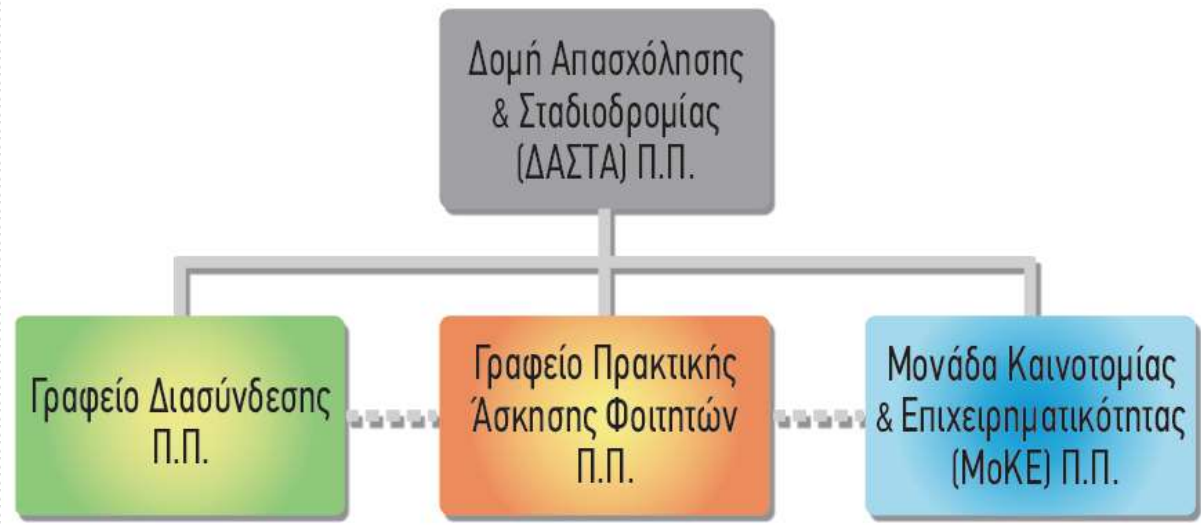 Δομή Απασχόλησης
& Σταδιοδρομίας
(ΔΑΣΤΑ) Π.Π.
Γραφείο Διασύνδεσης
Π.Π.
Γραφείο Πρακτικής
Άσκησης Φοιτητών
Π.Π.
Μονάδα Καινοτομίας
& Επιχειρηματικότητας
(ΜοΚΕ) Π.Π.